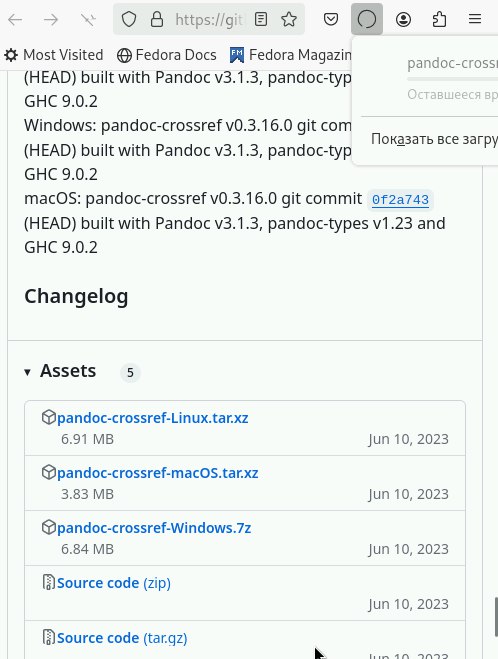 https://git
Most Visited
Fedora Docs
Fedora Magazin
pandoc-cross
Оставшееся вр
Показать все загру
(HEAD) built with Pandoc v3.1.3, pandoc-typ
GHC 9.0.2
Windows: pandoc-crossref v0.3.16.0 git com
(HEAD) built with Pandoc v3.1.3, pandoc-typ
GHC 9.0.2
macOS: pandoc-crossref v0.3.16.0 git commit 0f2a743
(HEAD) built with Pandoc v3.1.3, pandoc-types v1.23 and
GHC 9.0.2
Changelog
Assets 5
pandoc-crossref-Linux.tar.xz
6.91 MB Jun 10, 2023
pandoc-crossref-macOS.tar.xz
3.83 MB Jun 10, 2023
pandoc-crossref-Windows.7z
6.84 MB Jun 10, 2023
Source code (zip)
Jun 10, 2023
Source code (tar.gz)
Jun 10, 2023